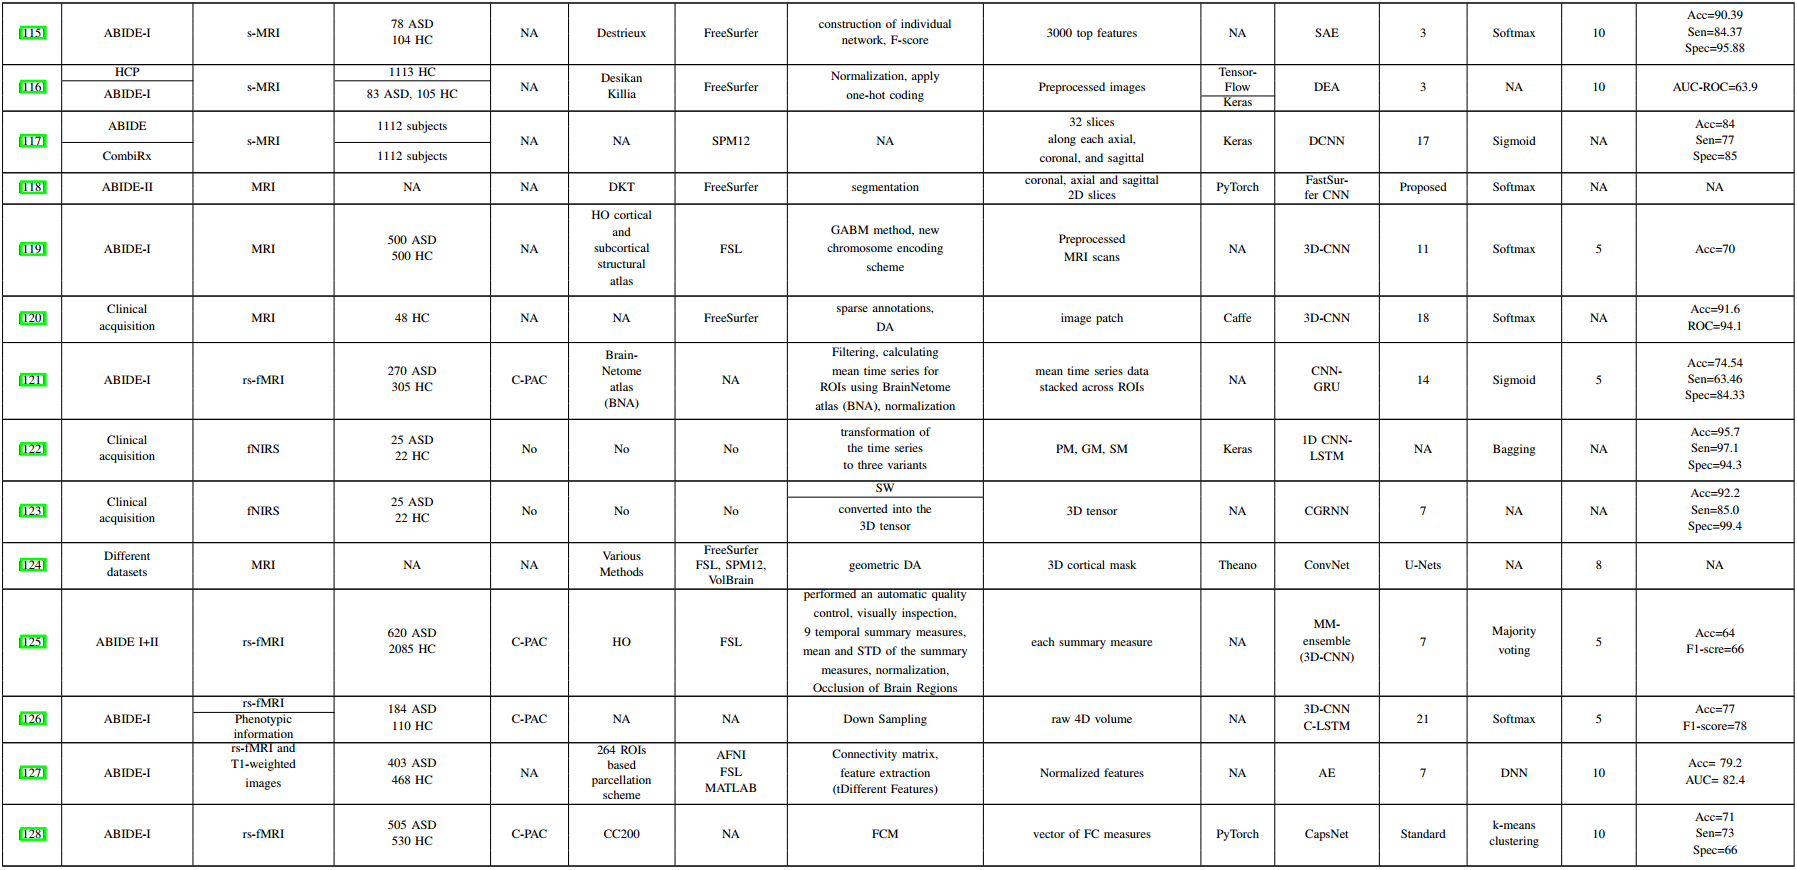 [115] ABIDE-I s-MRI 78 ASD 104 HC NA Destrieux FreeSurfer construction of individual network, F-score 3000 top features NA SAE 3 Softmax 10 Acc=90.39 Sen=84.37 Spec=95.88
[116] HCP ABIDE-I s-MRI 1113 HC 83 ASD, 105 HC NA Desikan Killia FreeSurfer Normalization, apply one-hot coding Preprocessed images Tensor-Flow Keras DEA 3 NA 10 AUC-ROC=63.9
[117] ABIDE CombiRx s-MRI 1112 subjects 1112 subjects NA NA SPM12 NA 32 slices along each axial, coronal, and sagittal Keras DCNN 17 Sigmoid NA Acc=84 Sen=77 Spec=85
[118] ABIDE-II MRI NA NA DKT FreeSurfer segmentation coronal, axial and sagittal 2D slices PyTorch FastSur-fer CNN Proposed Softmax NA NA
[119] ABIDE-I MRI 500 ASD 500 HC NA HO cortical and subcortical structural atlas FSL GABM method, new chromosome encoding scheme Preprocessed MRI scans NA 3D-CNN 11 Softmax 5 Acc=70
[120] Clinical acquisition MRI 48 HC NA NA FreeSurfer sparse annotations, DA image patch Caffe 3D-CNN 18 Softmax NA Acc=91.6 ROC=94.1
[121] ABIDE-I rs-fMRI 270 ASD 305 HC C-PAC Brain-Netome atlas (BNA) NA Filtering, calculating mean time series for ROIs using BrainNetome atlas (BNA), normalization mean time series data stacked across ROIs NA CNN-GRU 14 Sigmoid 5 Acc=74.54 Sen=63.46 Spec=84.33
[122] Clinical acquisition fNIRS 25 ASD 22 HC No No No transformation of the time series to three variants PM, GM, SM Keras 1D CNN-LSTM NA Bagging NA Acc=95.7 Sen=97.1 Spec=94.3
[123] Clinical acquisition fNIRS 25 ASD 22 HC No No No SW converted into the 3D tensor 3D tensor NA CGRNN 7 NA NA Acc=92.2 Sen=85.0 Spec=99.4
[124] Different datasets MRI NA NA Various Methods FreeSurfer FSL, SPM12, VolBrain geometric DA 3D cortical mask Theano ConvNet U-Nets NA 8 NA
[125] ABIDE I+II rs-fMRI 620 ASD 2085 HC C-PAC HO FSL performed an automatic quality control, visually inspection, 9 temporal summary measures, mean and STD of the summary measures, normalization, Occlusion of Brain Regions each summary measure NA MM-ensemble (3D-CNN) 7 Majority voting 5 Acc=64 F1-scre=66
[126] ABIDE-I rs-fMRI Phenotypic information 184 ASD 110 HC C-PAC NA NA Down Sampling raw 4D volume NA 3D-CNN C-LSTM 21 Softmax 5 Acc=77 F1-score=78
[127] ABIDE-I rs-fMRI and T1-weighted images 403 ASD 468 HC NA 264 ROIs based parcellation scheme AFNI FSL MATLAB Connectivity matrix, feature extraction (tDifferent Features) Normalized features NA AE 7 DNN 10 Acc= 79.2 AUC= 82.4
[128] ABIDE-I rs-fMRI 505 ASD 530 HC C-PAC CC200 NA FCM vector of FC measures PyTorch CapsNet Standard k-means clustering 10 Acc=71 Sen=73 Spec=66